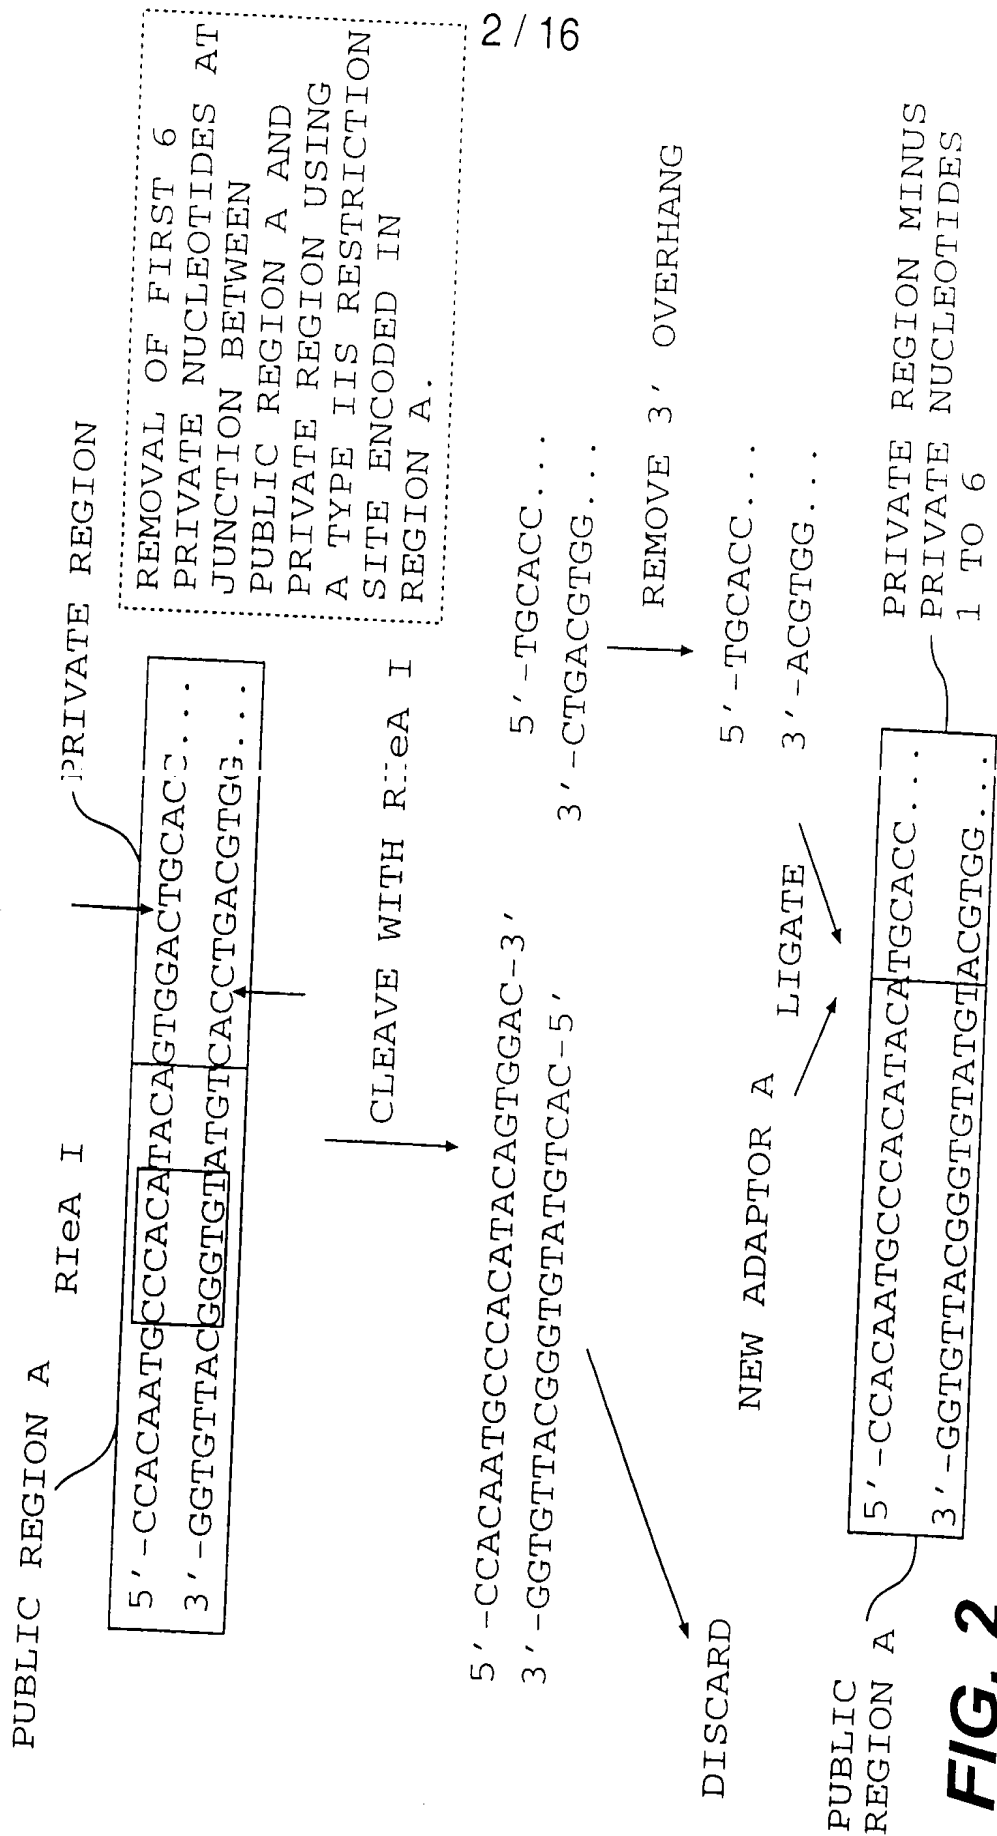 2 / 16
PUBLIC REGION A
RIeA I
PRIVATE REGION
5'-CCACAATGCCCACATACAGTGGACTGCACC....
3'-GGTGTTACGGGTGTATGTCACCTGACGTGG...
REMOVAL OF FIRST 6
PRIVATE NUCLEOTIDES AT
JUNCTION BETWEEN
PUBLIC REGION A AND
PRIVATE REGION USING
A TYPE IIS RESTRICTION
SITE ENCODED IN
REGION A.
CLEAVE WITH RIeA I
5'-CCACAATGCCCACATACAGTGGAC-3'
3'-GGTGTTACGGGTGTATGTCAC-5'
5'-TGCACC....
3'-CTGACGTGG...
DISCARD
REMOVE 3' OVERHANG
5'-TGCACC....
3'-ACGTGG....
NEW ADAPTOR A
LIGATE
PUBLIC
REGION A
5'-CCACAATGCCCACATACATGCACC....
3'-GGTGTTACGGGTGTATGTACGTGG...
PRIVATE REGION MINUS
PRIVATE NUCLEOTIDES
1 TO 6
FIG. 2